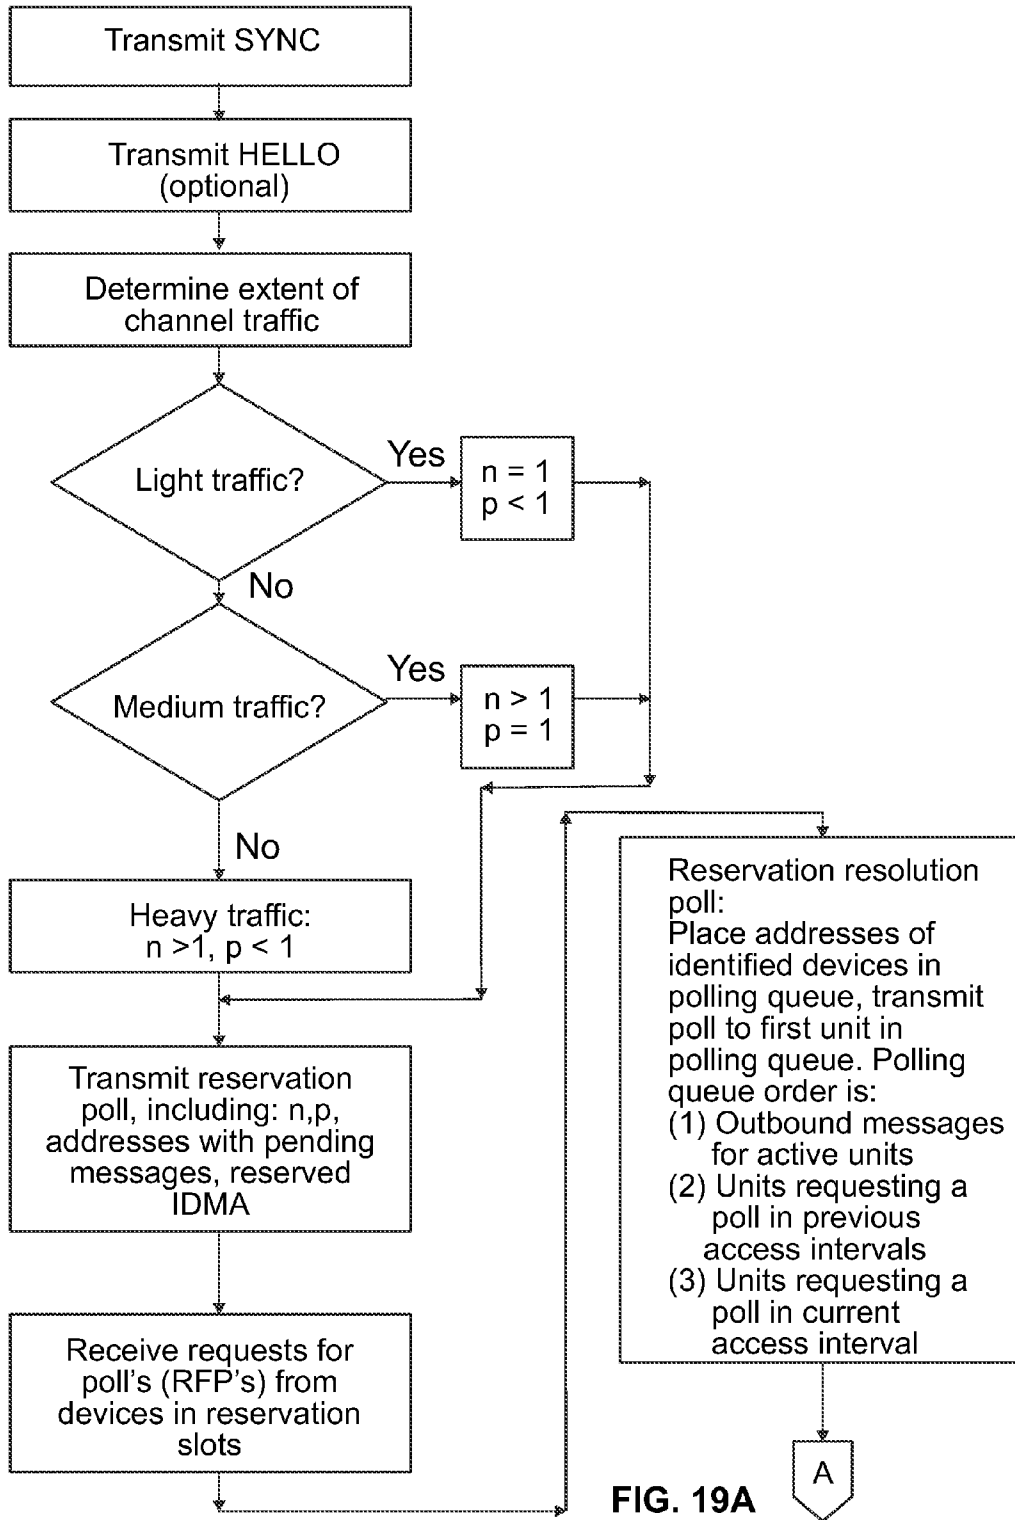 Transmit SYNC
Transmit HELLO
(optional)
Determine extent of
channel traffic
Light traffic?
Yes
n = 1
p < 1
No
Medium traffic?
Yes
n > 1
p = 1
No
Heavy traffic:
n >1, p < 1
Transmit reservation
poll, including: n,p,
addresses with pending
messages, reserved
IDMA
Receive requests for
poll's (RFP's) from
devices in reservation
slots
Reservation resolution
poll:
Place addresses of
identified devices in
polling queue, transmit
poll to first unit in
polling queue. Polling
queue order is:
(1) Outbound messages
for active units
(2) Units requesting a
poll in previous
access intervals
(3) Units requesting a
poll in current
access interval
A
FIG. 19A